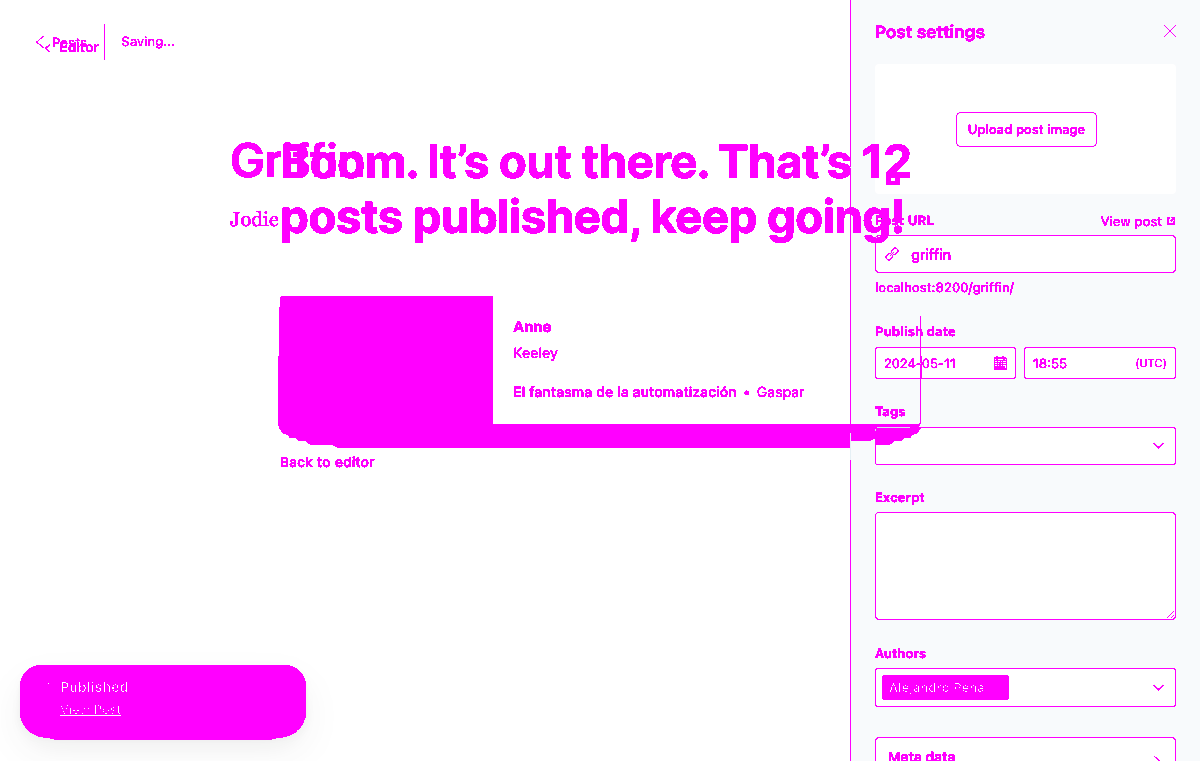 Posts
Editor
Saving...
Post settings
Upload post image
Griffin
Boom. It’s out there. That’s 12
posts published, keep going!
Jodie
Post URL
View post
griffin
localhost:8200/griffin/
Anne
Keeley
El fantasma de la automatización • Gaspar
Back to editor
Publish date
2024-05-11
18:55
(UTC)
Tags
Excerpt
Authors
Alejandro Pena
Meta data
Published
View Post